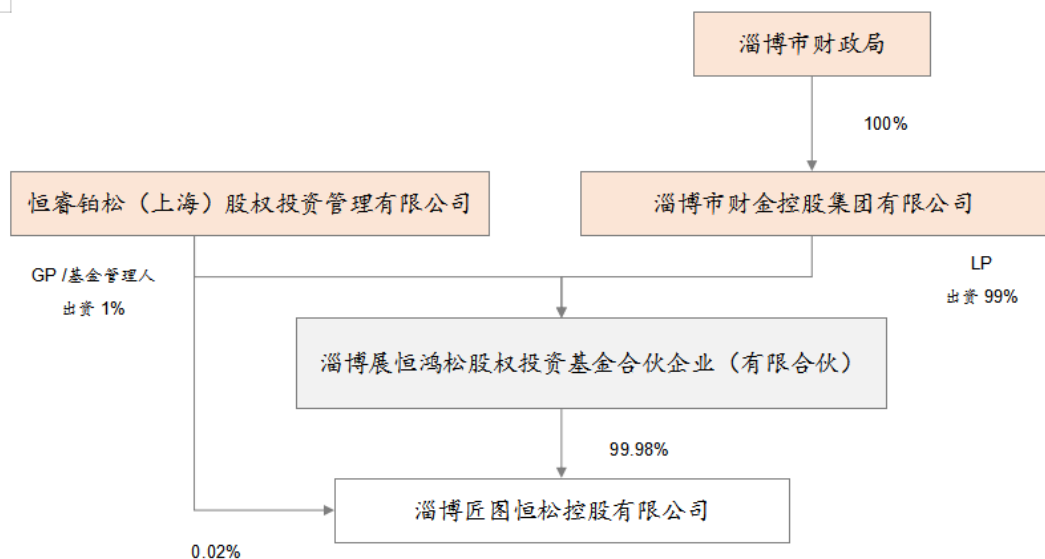 淄博市财政局
100%
恒睿铂松（上海）股权投资管理有限公司
淄博市财金控股集团有限公司
GP /基金管理人
出资 1%
LP
出资 99%
淄博展恒鸿松股权投资基金合伙企业（有限合伙）
99.98%
淄博匠图恒松控股有限公司
0.02%